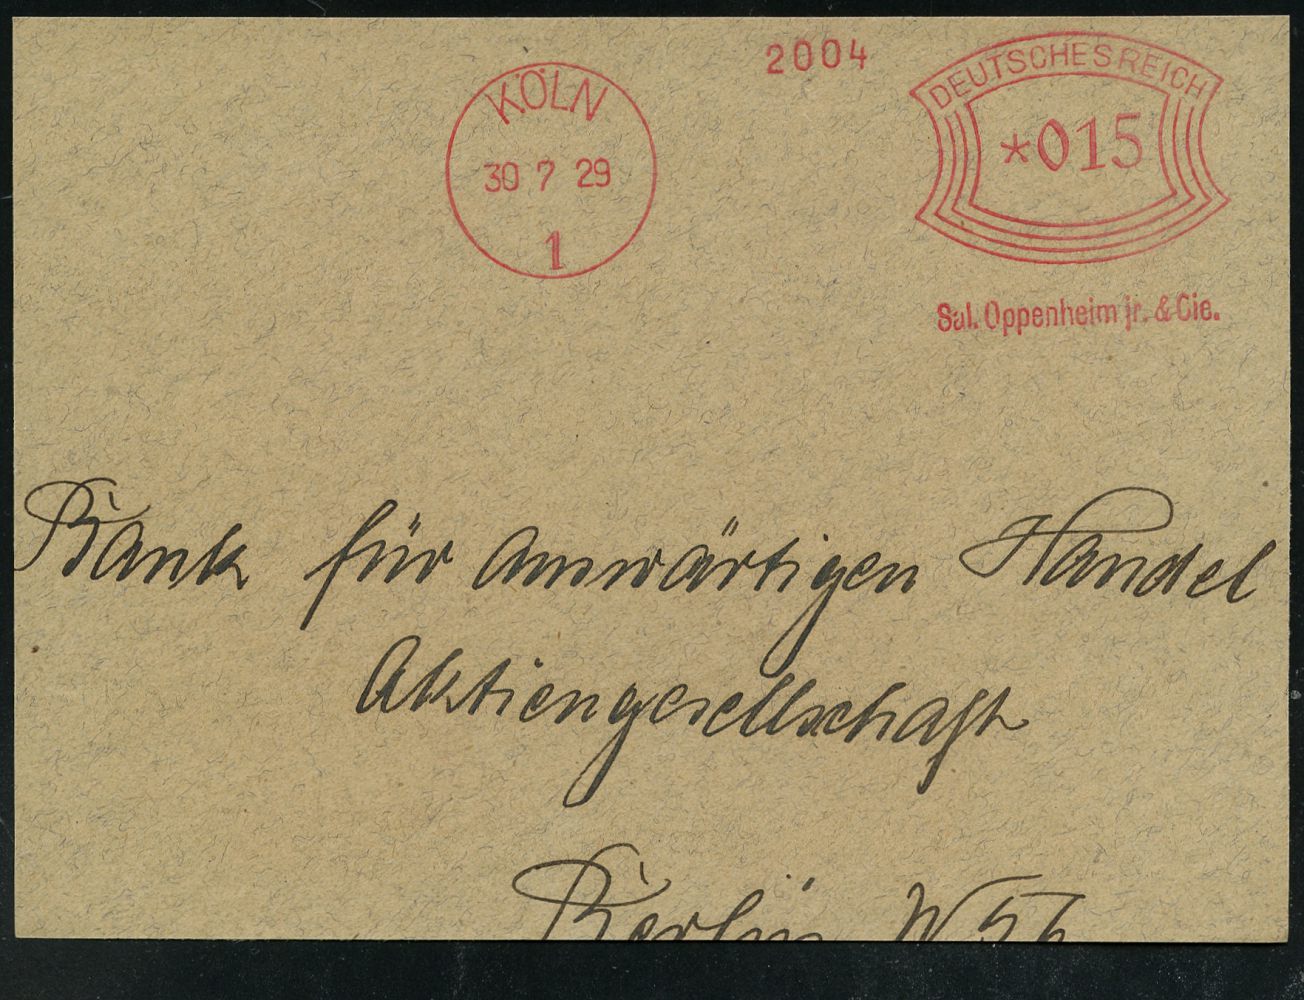 2004
DEUTSCHES REICH
KÖLN
*015
30 7 29
1
Sal. Oppenheim jr. & Cie.
Bank für auswärtigen Handel
Aktiengesellschaft
Berlin W 56